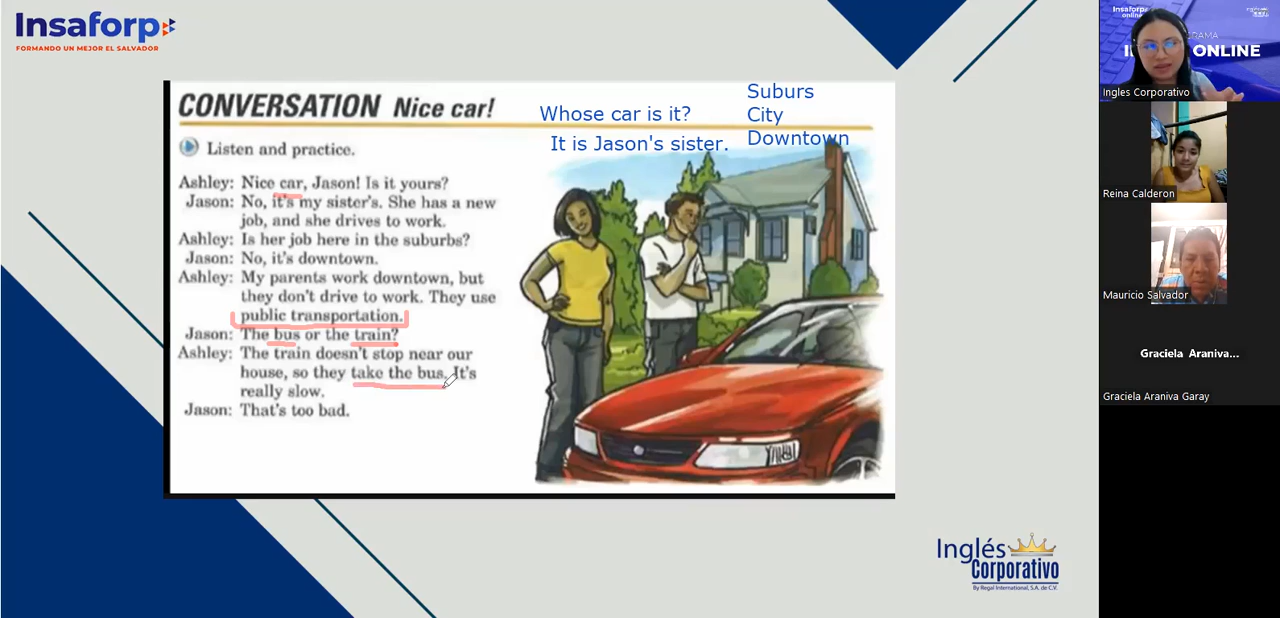 Insaforp
FORMANDO UN MEJOR EL SALVADOR
CONVERSATION Nice car!
Whose car is it?
It is Jason's sister.
Suburs
City
Downtown
Listen and practice.
Ashley: Nice car, Jason! Is it yours?
Jason: No, it's my sister's. She has a new
job, and she drives to work.
Ashley: Is her job here in the suburbs?
Jason: No, it's downtown.
Ashley: My parents work downtown, but
they don't drive to work. They use
public transportation.
Jason: The bus or the train?
Ashley: The train doesn't stop near our
house, so they take the bus. It's
really slow.
Jason: That's too bad.
Inglés
Corporativo
By Regal International, S.A. de C.V.
Insaforp
online
ONLINE
Ingles Corporativo
Reina Calderon
Mauricio Salvador
Graciela Araniva...
Graciela Araniva Garay